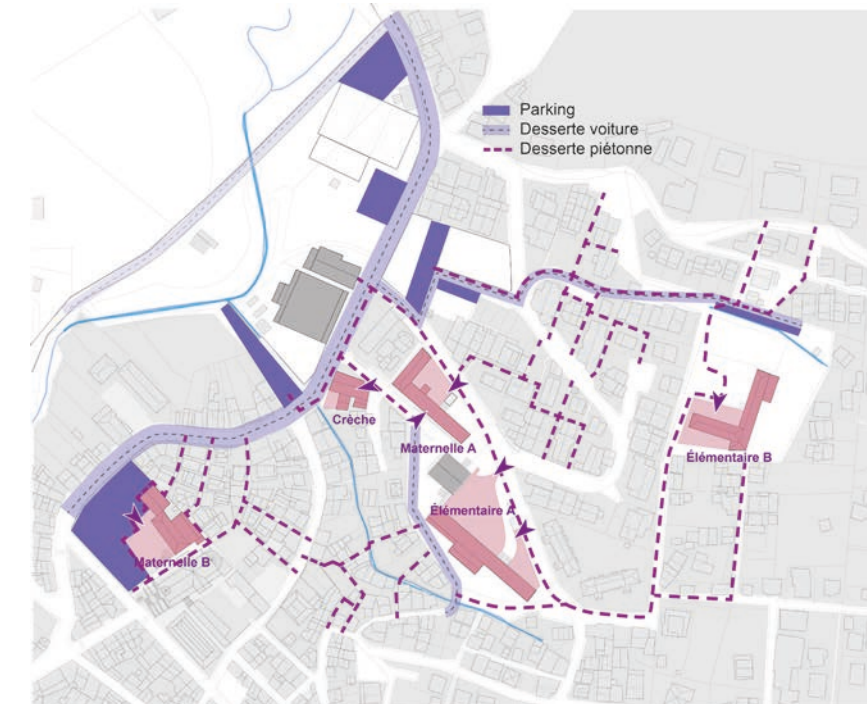 Parking
Desserte voiture
Desserte piétonne
Crèche
Maternelle A
Élémentaire B
Élémentaire A
Maternelle B